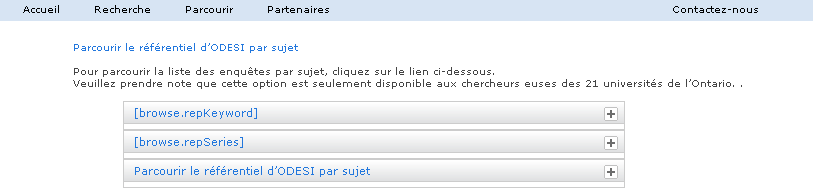 Accueil Recherche Parcourir Partenaires Contactez-nous
Parcourir le référentiel d'ODESI par sujet
Pour parcourir la liste des enquêtes par sujet, cliquez sur le lien ci-dessous.
Veuillez prendre note que cette option est seulement disponible aux chercheurs euses des 21 universités de l'Ontario. .
[browse.repKeyword]
[browse.repSeries]
Parcourir le référentiel d'ODESI par sujet